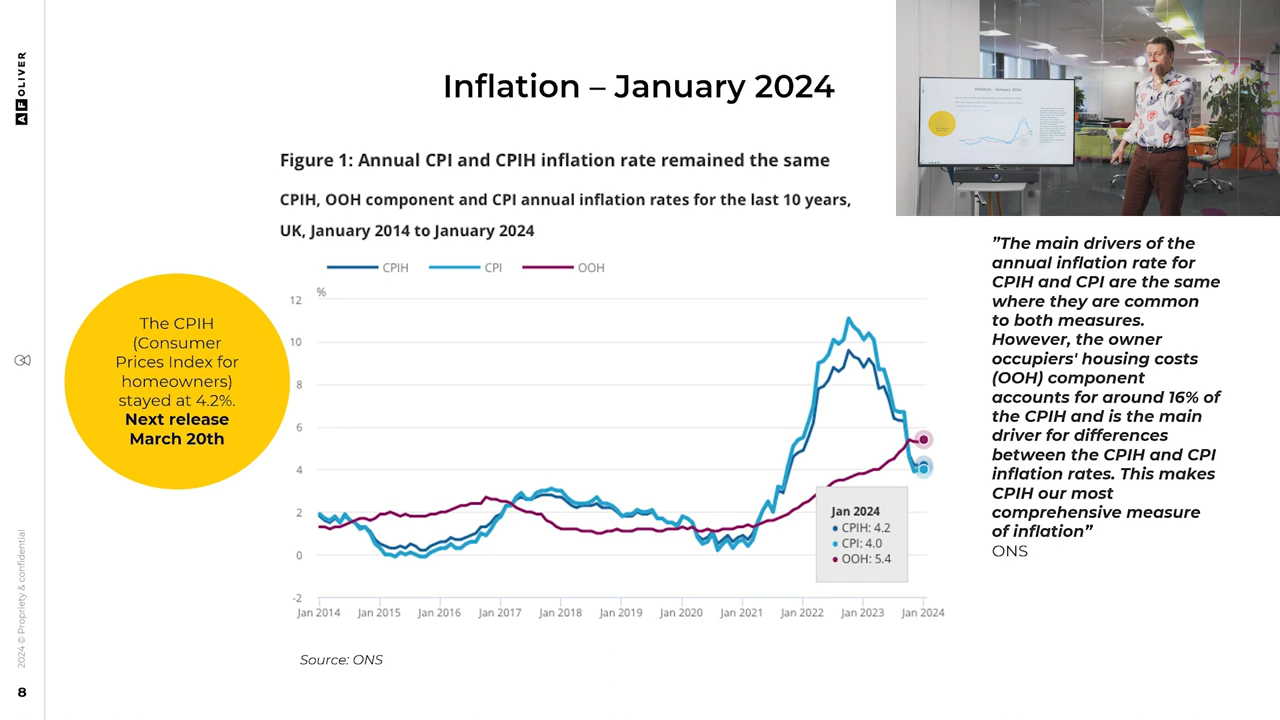 AF OLIVER
Inflation – January 2024
Figure 1: Annual CPI and CPIH inflation rate remained the same
CPIH, OOH component and CPI annual inflation rates for the last 10 years,
UK, January 2014 to January 2024
CPIH CPI OOH
%
12
10
8
6
4
2
0
-2
Jan 2014 Jan 2015 Jan 2016 Jan 2017 Jan 2018 Jan 2019 Jan 2020 Jan 2021 Jan 2022 Jan 2023 Jan 2024
Jan 2024
CPIH: 4.2
CPI: 4.0
OOH: 5.4
Source: ONS
The CPIH
(Consumer
Prices Index for
homeowners)
stayed at 4.2%.
Next release
March 20th
”The main drivers of the
annual inflation rate for
CPIH and CPI are the same
where they are common
to both measures.
However, the owner
occupiers' housing costs
(OOH) component
accounts for around 16% of
the CPIH and is the main
driver for differences
between the CPIH and CPI
inflation rates. This makes
CPIH our most
comprehensive measure
of inflation”
ONS
Inflation – January 2024
2024 © Propriety & confidential
8